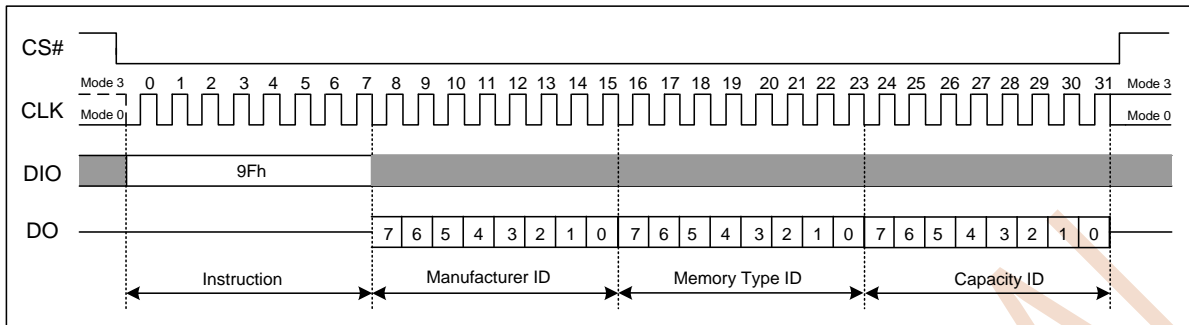 CS#
Mode 3 0 1 2 3 4 5 6 7 8 9 10 11 12 13 14 15 16 17 18 19 20 21 22 23 24 25 26 27 28 29 30 31 Mode 3
CLK
Mode 0 Mode 0
DIO 9Fh
DO 7 6 5 4 3 2 1 0 7 6 5 4 3 2 1 0 7 6 5 4 3 2 1 0
Instruction Manufacturer ID Memory Type ID Capacity ID